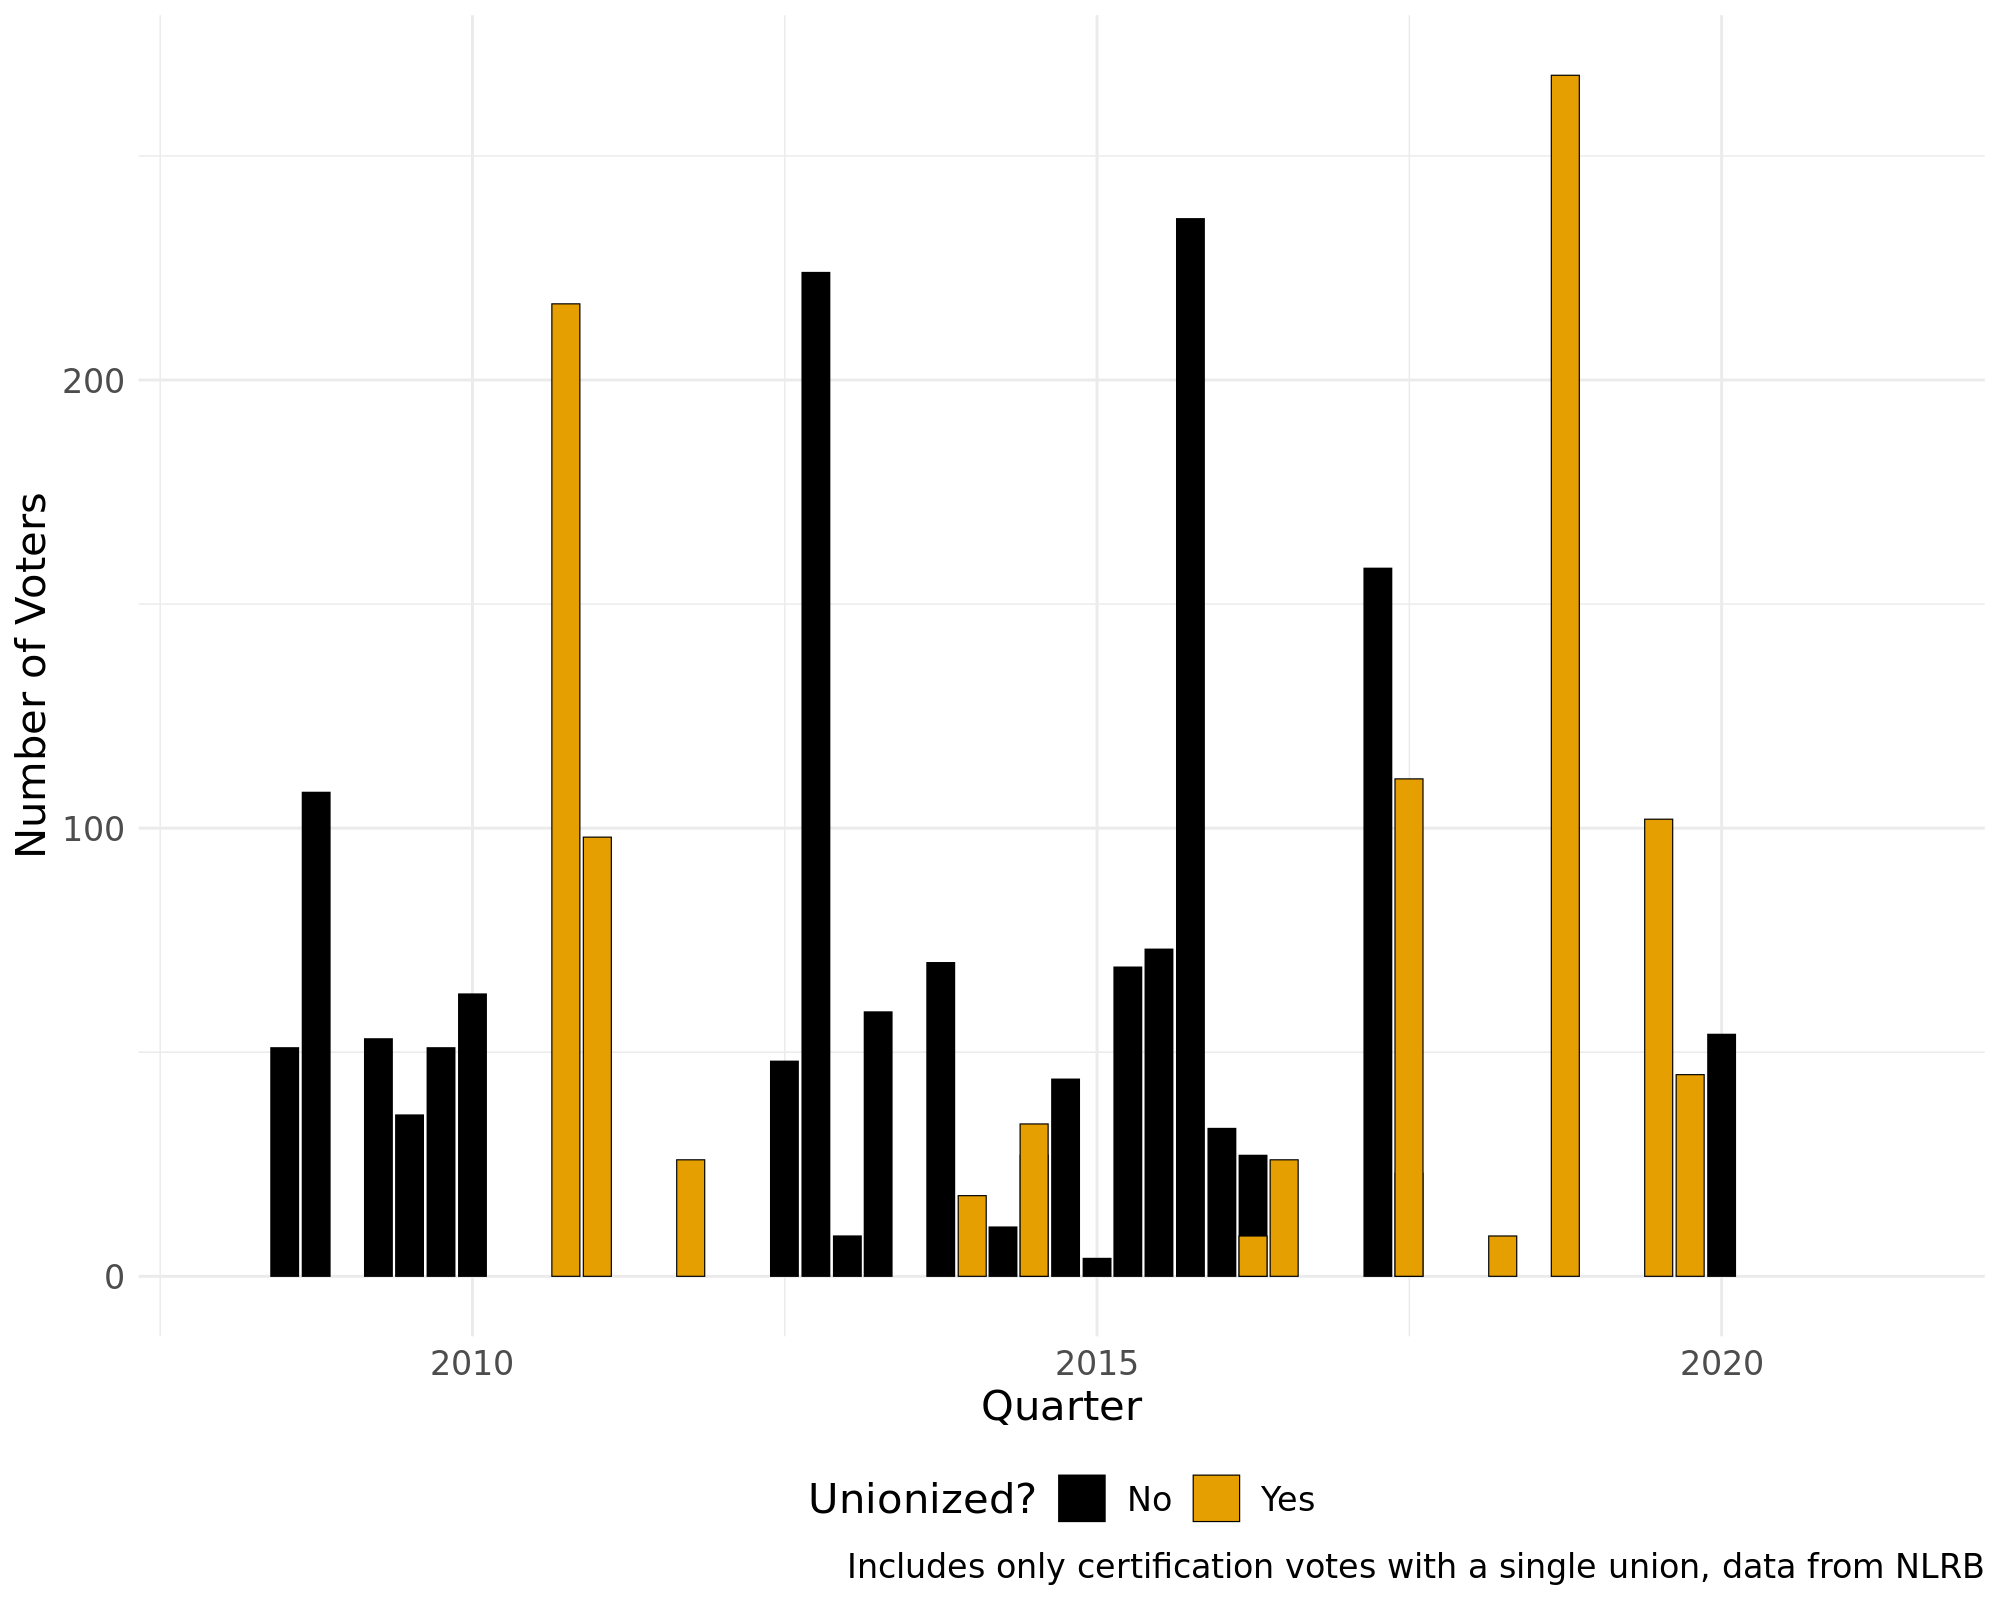 Number of Voters
200
100
0
2010 2015 2020
Quarter
Unionized? No Yes
Includes only certification votes with a single union, data from NLRB